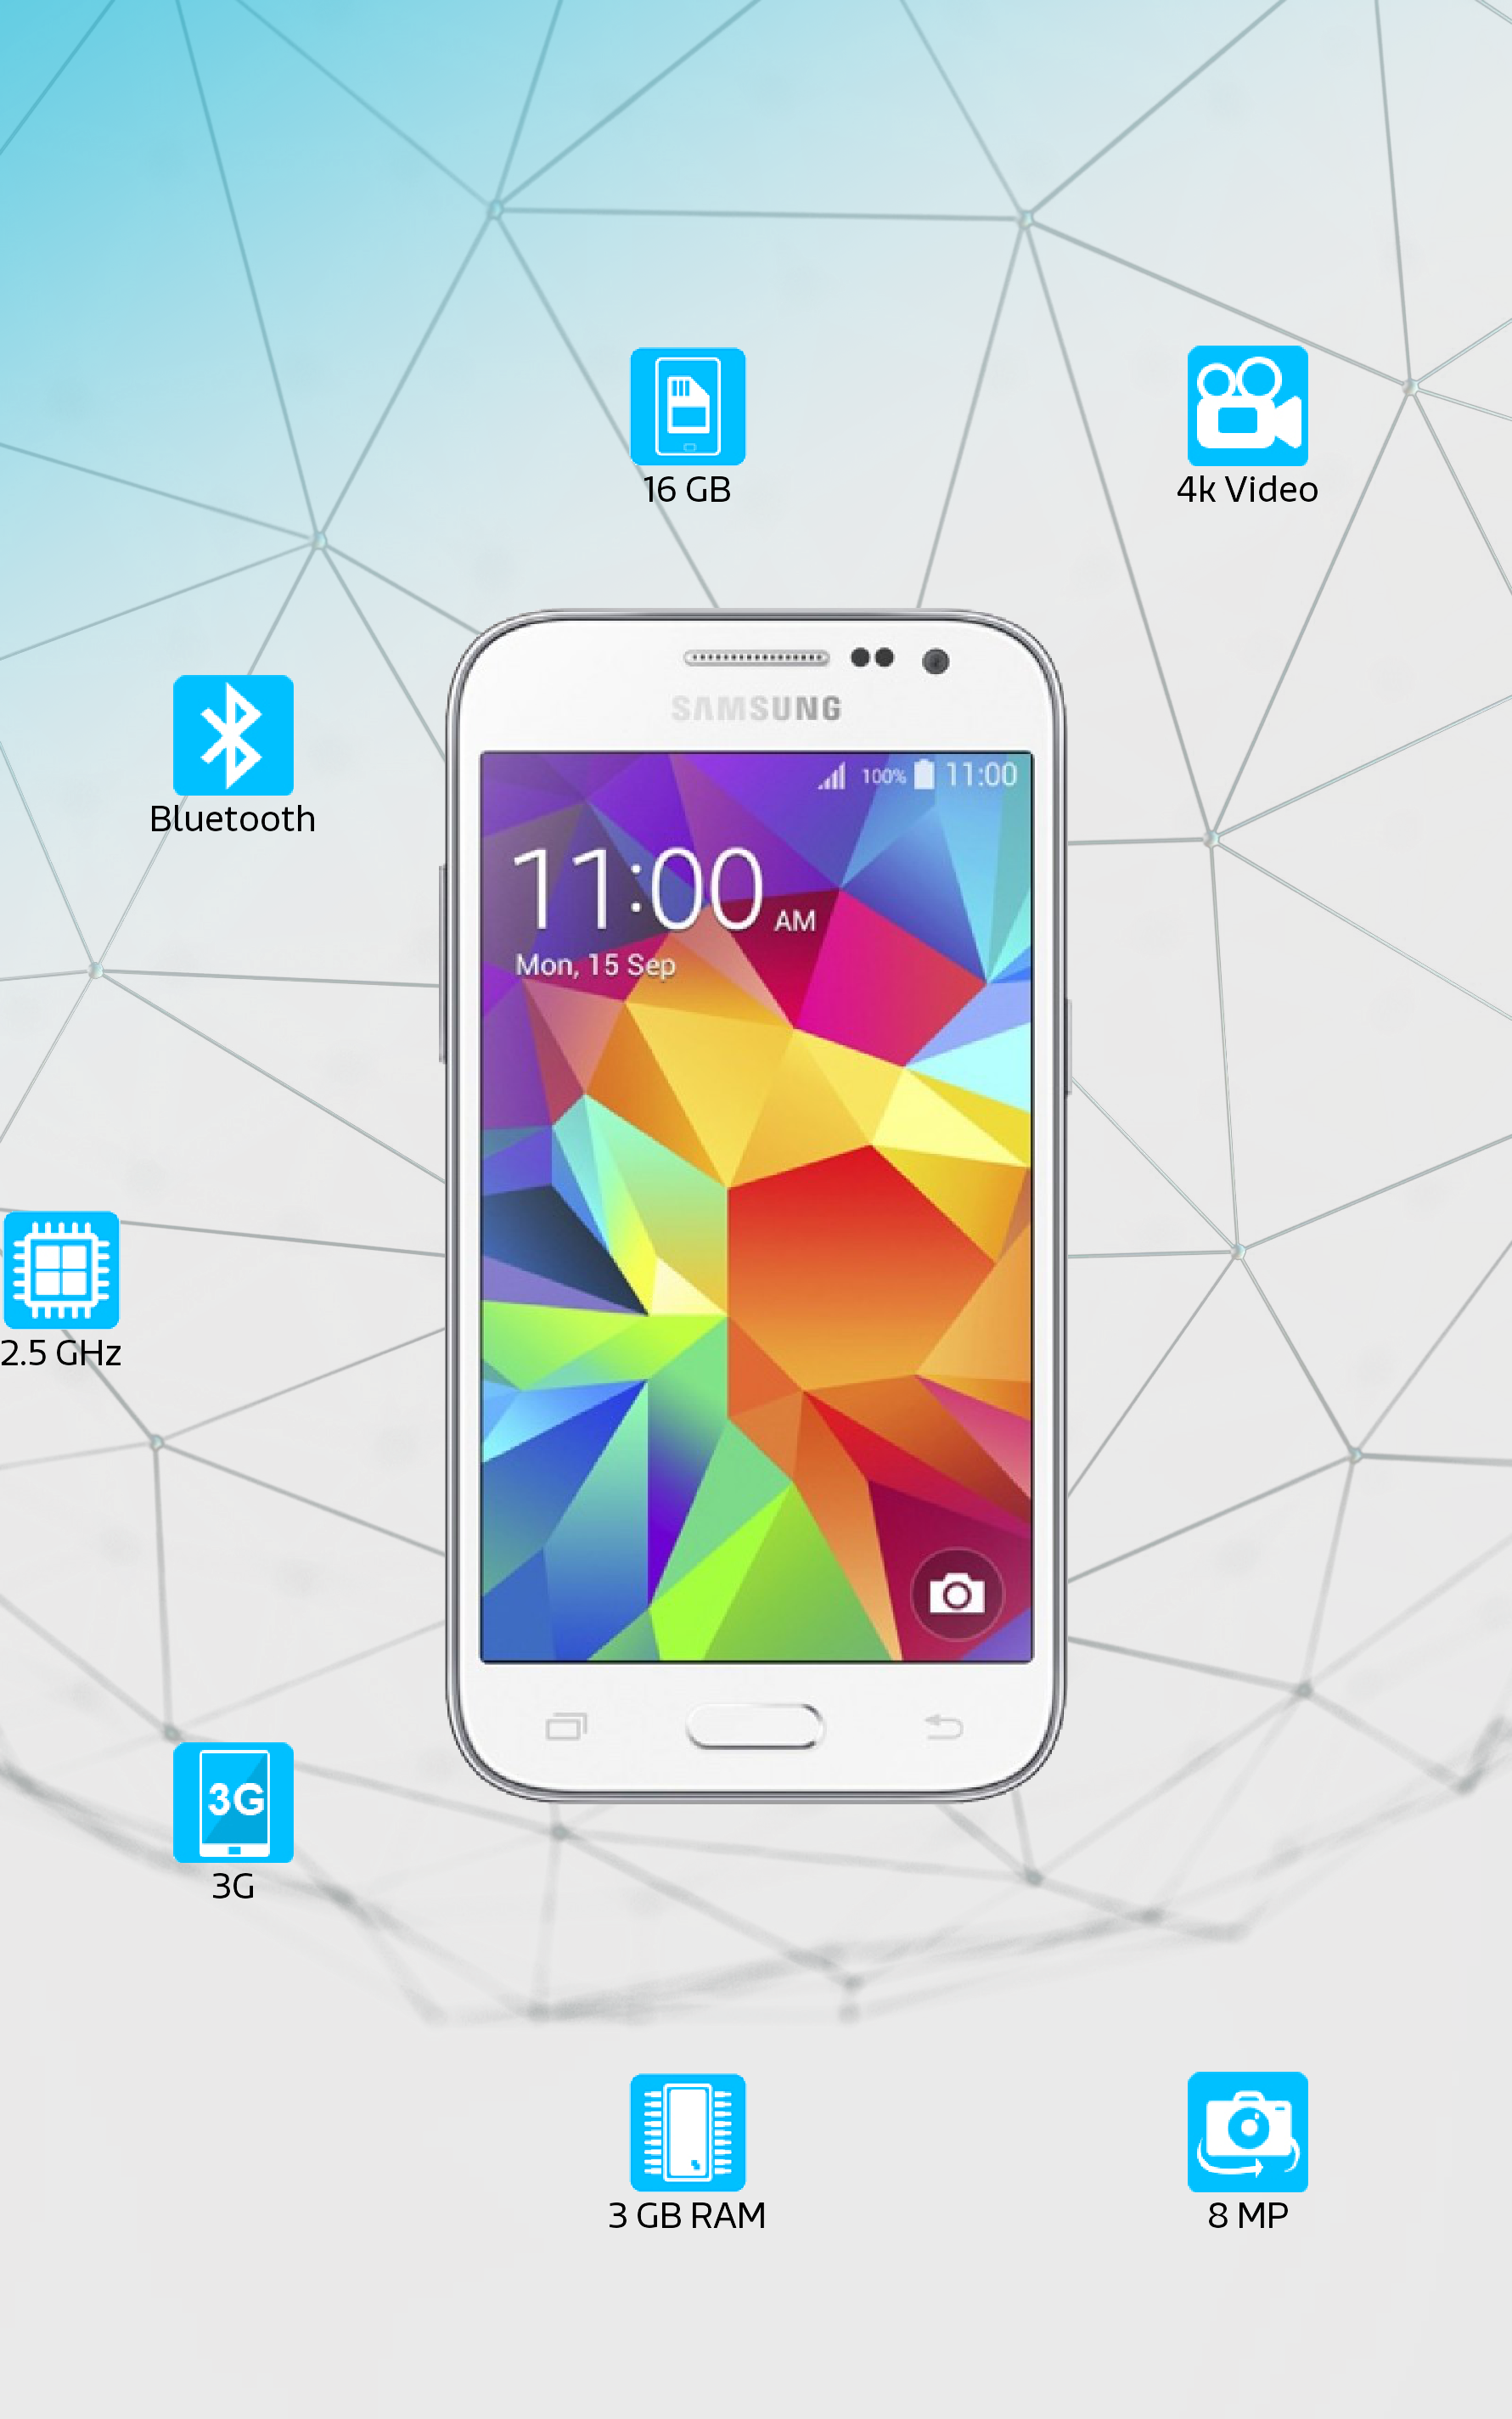 16 GB
4k Video
SAMSUNG
100% 11:00
Bluetooth
11:00 AM
Mon, 15 Sep
2.5 GHz
3G
3G
3 GB RAM
8 MP